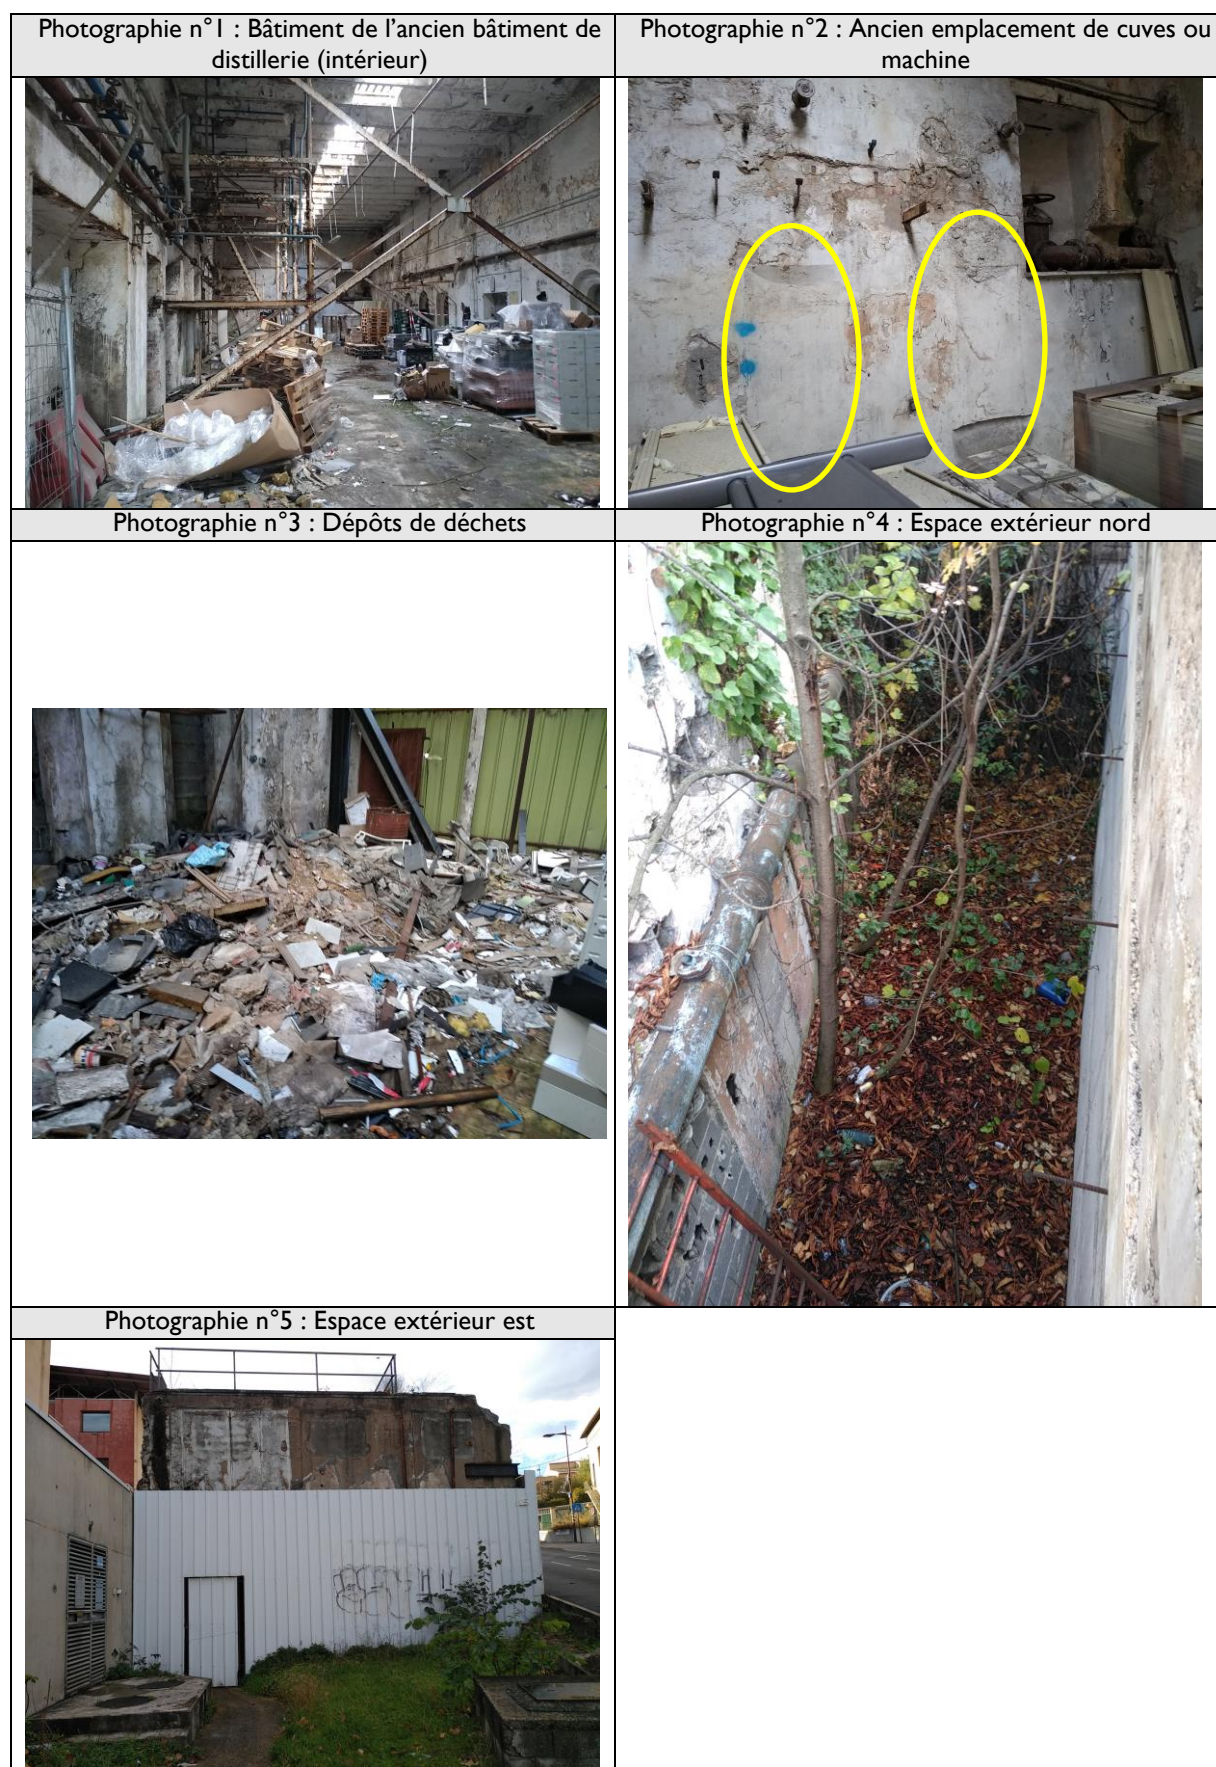 Photographie n°1 : Bâtiment de l'ancien bâtiment de
distillerie (intérieur)
Photographie n°2 : Ancien emplacement de cuves ou
machine
Photographie n°3 : Dépôts de déchets
Photographie n°4 : Espace extérieur nord
Photographie n°5 : Espace extérieur est